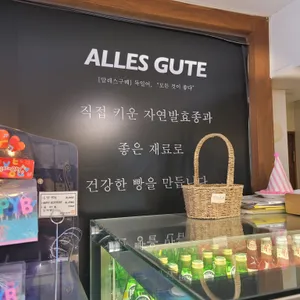 ALLES GUTE
[알레스구테] 독일어, "모든 것이 좋다"
직접 키운 자연발효종과
좋은 재료로
건강한 빵을 만듭니다